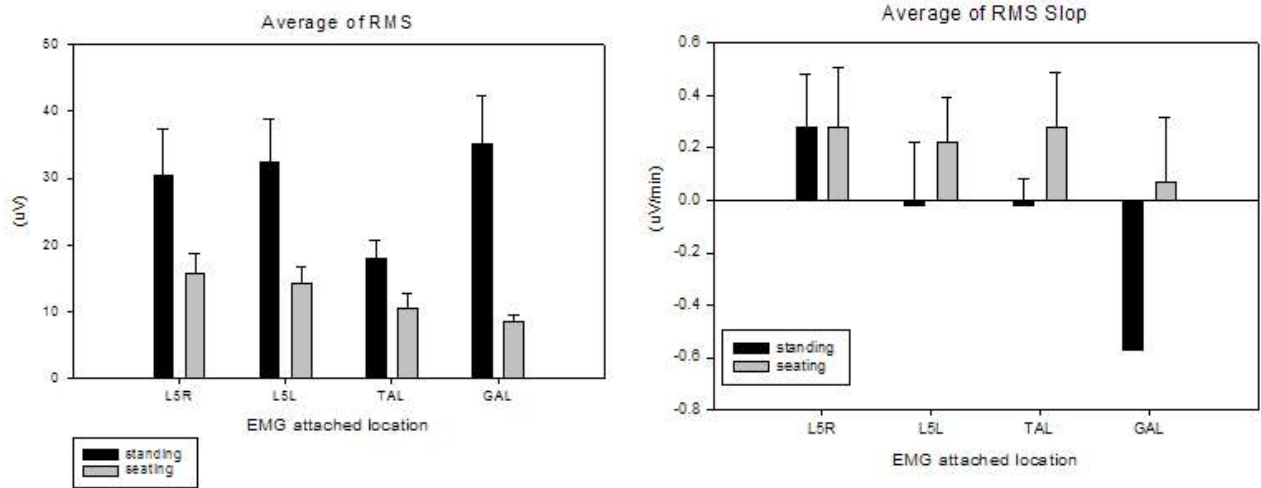 Average of RMS
50
40
30
20
10
0
(uV)
L5R L5L TAL GAL
EMG attached location
standing
seating
Average of RMS Slop
0.6
0.4
0.2
0.0
-0.2
-0.4
-0.6
-0.8
(uV/min)
standing
seating
L5R L5L TAL GAL
EMG attached location